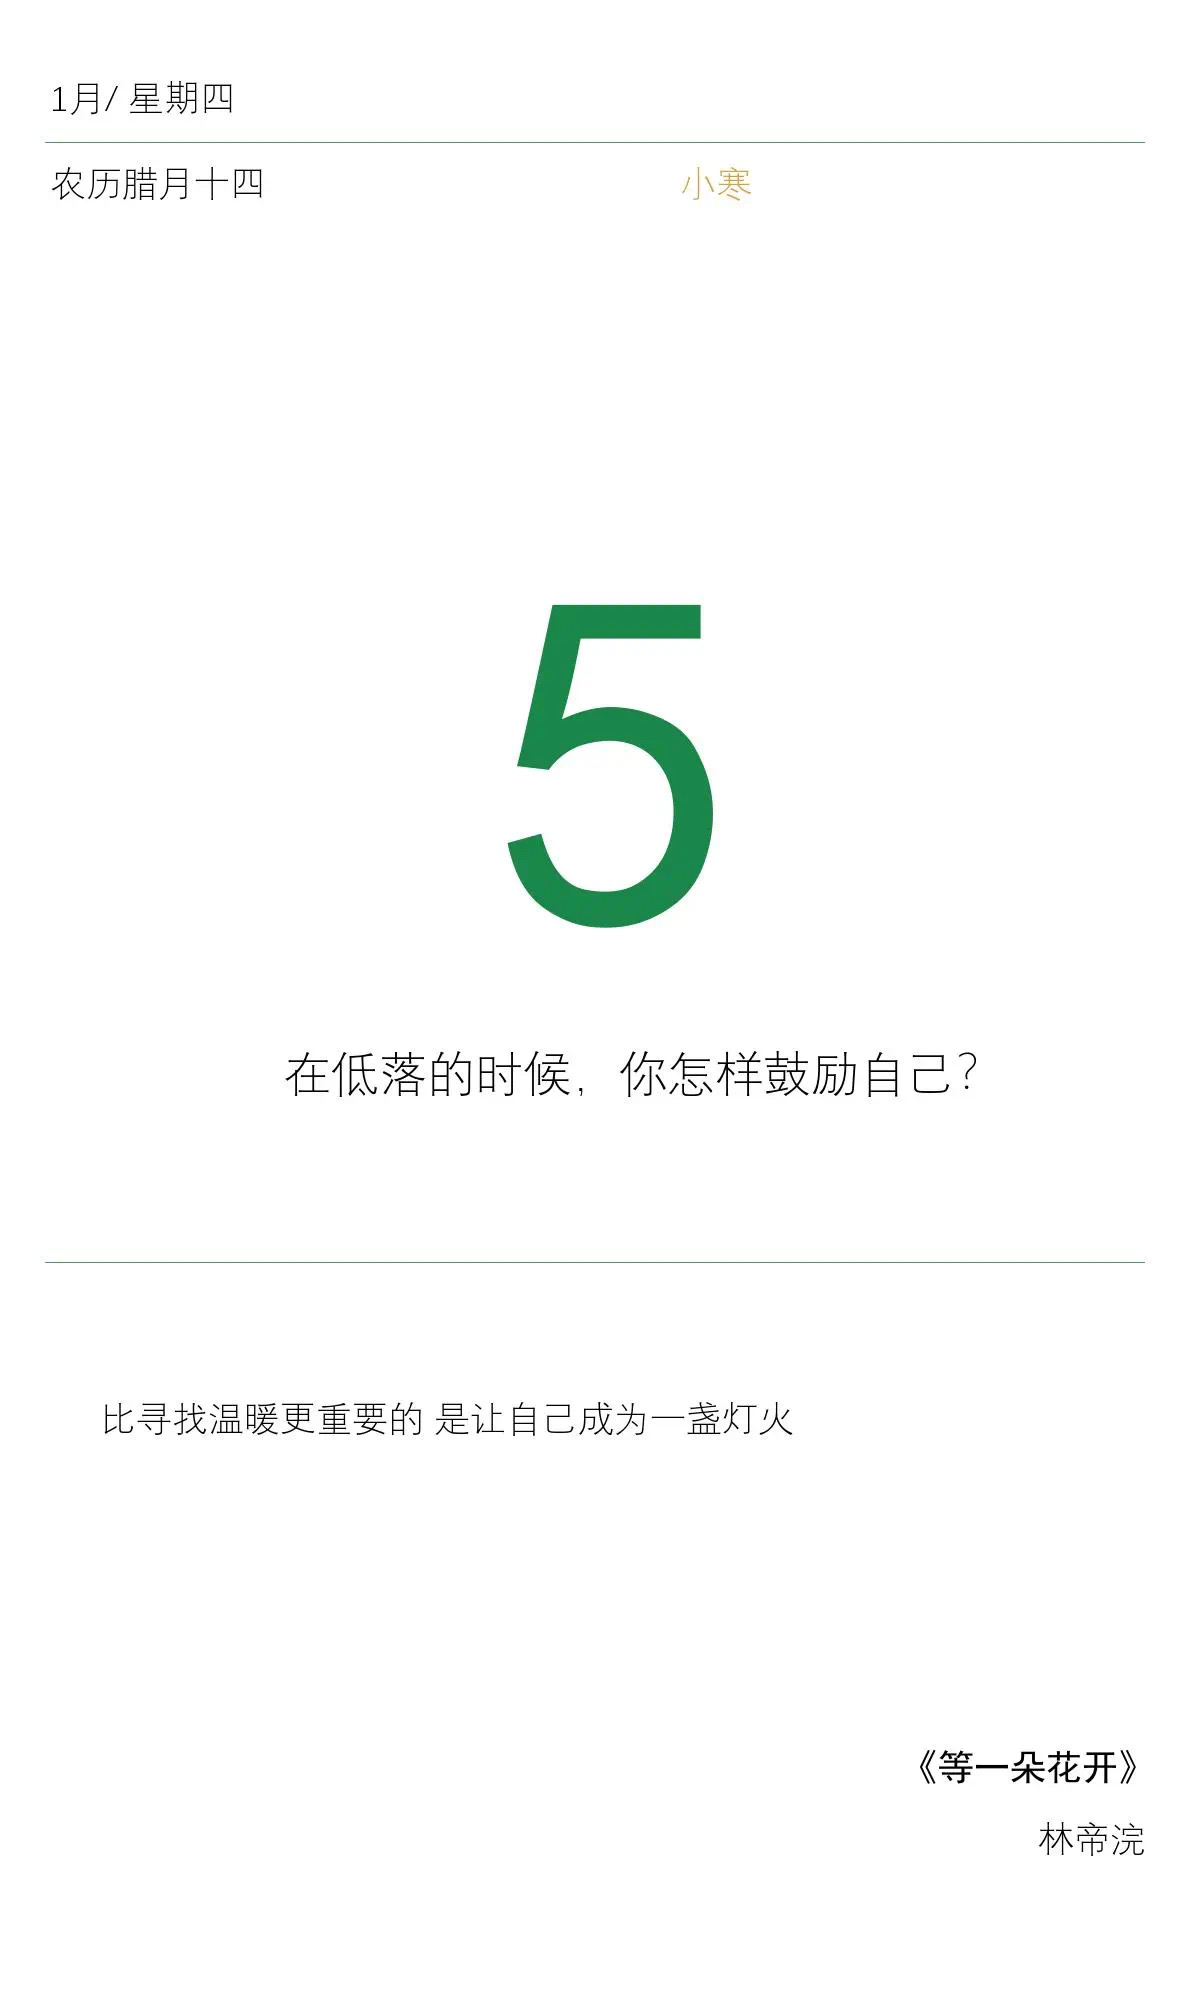 1月/ 星期四
农历腊月十四 小寒
5
在低落的时候，你怎样鼓励自己？
比寻找温暖更重要的 是让自己成为一盏灯火
《等一朵花开》
林帝浣